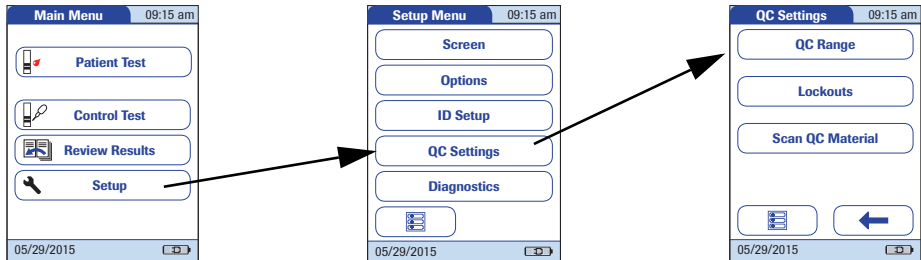 Main Menu 09:15 am
Patient Test
Control Test
Review Results
Setup
05/29/2015
Setup Menu 09:15 am
Screen
Options
ID Setup
QC Settings
Diagnostics
05/29/2015
QC Settings 09:15 am
QC Range
Lockouts
Scan QC Material
05/29/2015